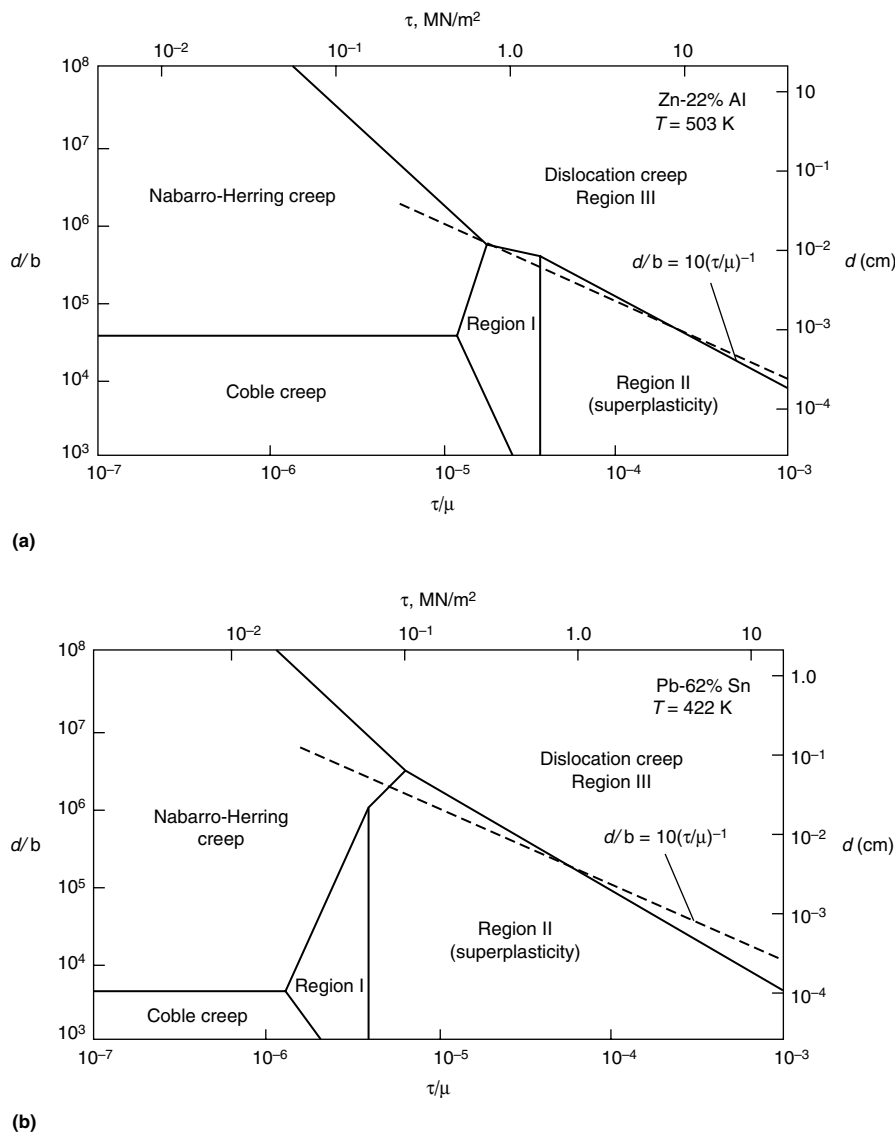 τ, MN/m²
10⁻² 10⁻¹ 1.0 10
10⁸
10
Zn-22% Al
T = 503 K
10⁷
10⁻¹
Dislocation creep
Region III
Nabarro-Herring creep
10⁶
10⁻²
d/b
d/b = 10(τ/μ)⁻¹
d (cm)
10⁵
Region I
10⁻³
10⁴
Coble creep
Region II
(superplasticity)
10⁻⁴
10³
10⁻⁷ 10⁻⁶ 10⁻⁵ 10⁻⁴ 10⁻³
τ/μ
(a)
τ, MN/m²
10⁻² 10⁻¹ 1.0 10
10⁸
1.0
Pb-62% Sn
T = 422 K
10⁷
10⁻¹
Dislocation creep
Region III
Nabarro-Herring
creep
10⁶
10⁻²
d/b
d/b = 10(τ/μ)⁻¹
d (cm)
10⁵
10⁻³
Region II
(superplasticity)
10⁴
Region I
10⁻⁴
Coble creep
10³
10⁻⁷ 10⁻⁶ 10⁻⁵ 10⁻⁴ 10⁻³
τ/μ
(b)